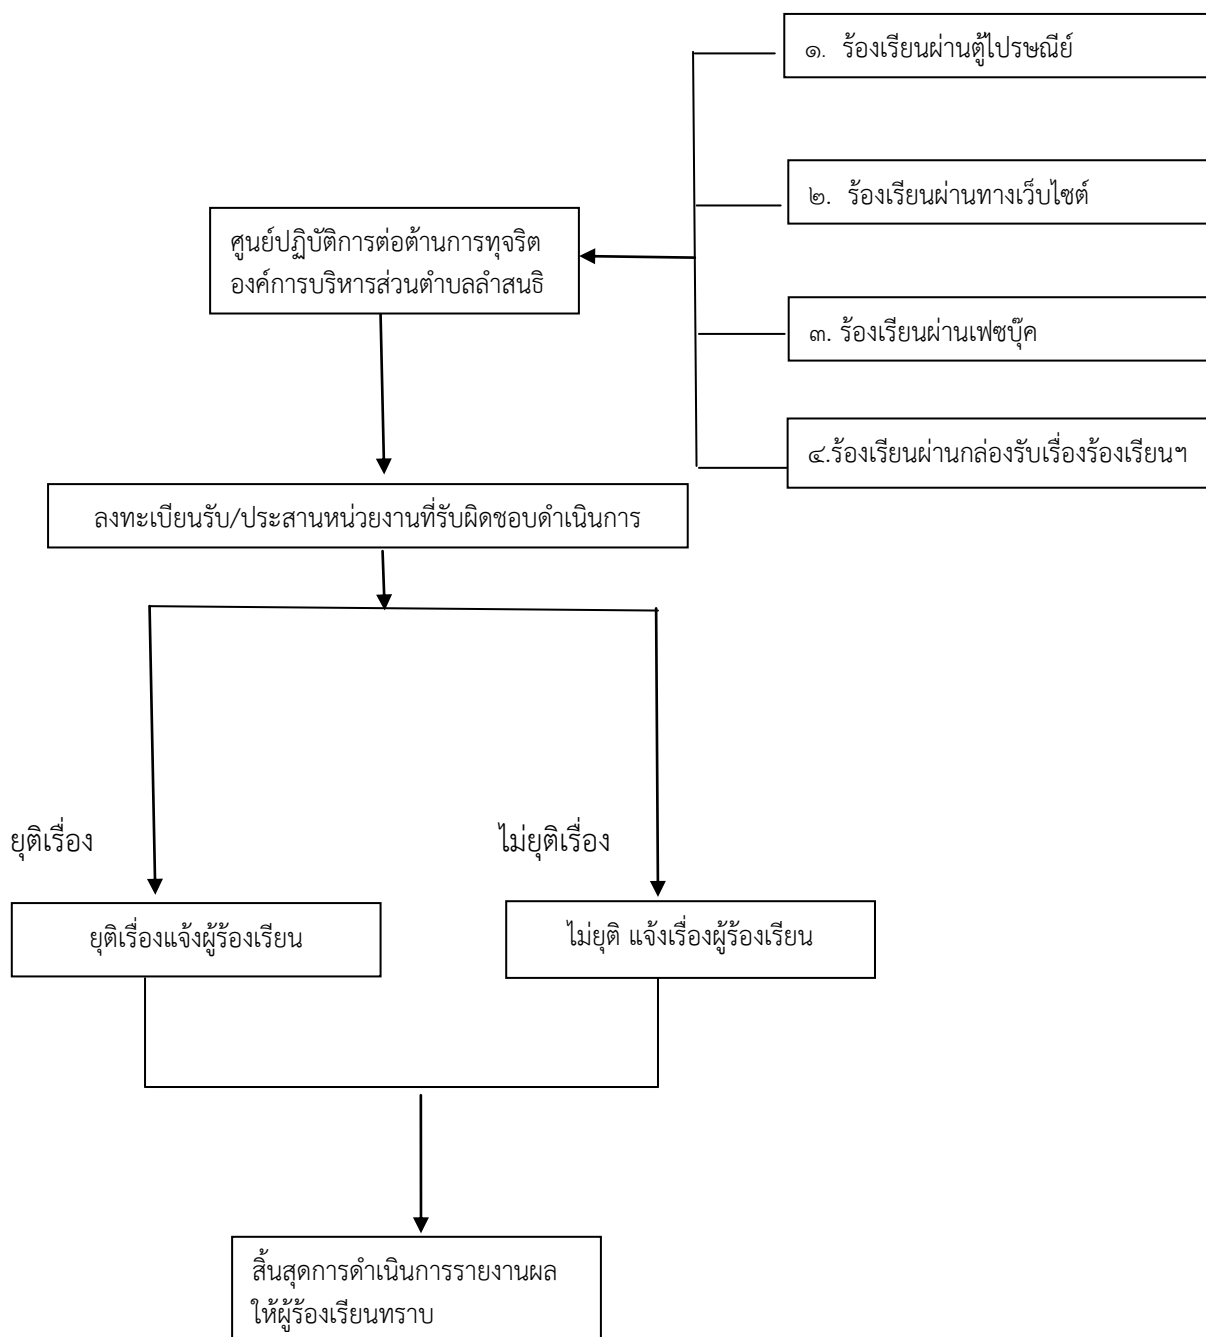 ๑. ร้องเรียนผ่านตู้ไปรษณีย์
๒. ร้องเรียนผ่านทางเว็บไซต์
ศูนย์ปฏิบัติการต่อต้านการทุจริต
องค์การบริหารส่วนตำบลลำสนธิ
๓. ร้องเรียนผ่านเฟซบุ๊ค
๔.ร้องเรียนผ่านกล่องรับเรื่องร้องเรียนฯ
ลงทะเบียนรับ/ประสานหน่วยงานที่รับผิดชอบดำเนินการ
ยุติเรื่อง
ไม่ยุติเรื่อง
ยุติเรื่องแจ้งผู้ร้องเรียน
ไม่ยุติ แจ้งเรื่องผู้ร้องเรียน
สิ้นสุดการดำเนินการรายงานผล
ให้ผู้ร้องเรียนทราบ